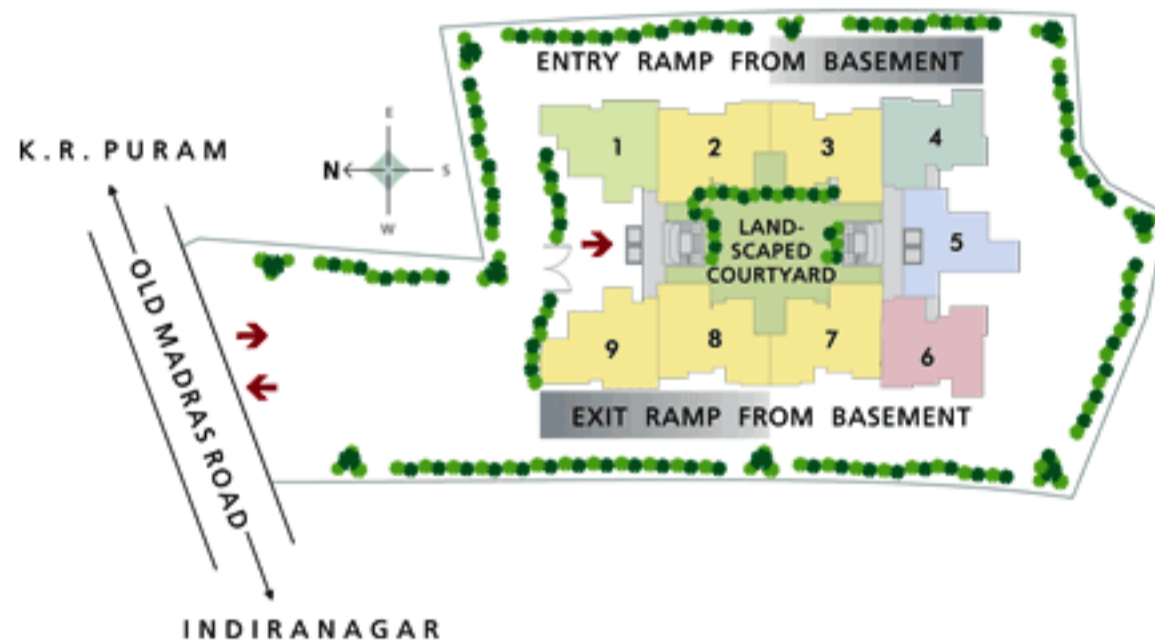 ENTRY RAMP FROM BASEMENT
E
N
S
W
K.R. PURAM
OLD MADRAS ROAD
INDIRANAGAR
1
2
3
4
5
LAND-
SCAPED
COURTYARD
9
8
7
6
EXIT RAMP FROM BASEMENT